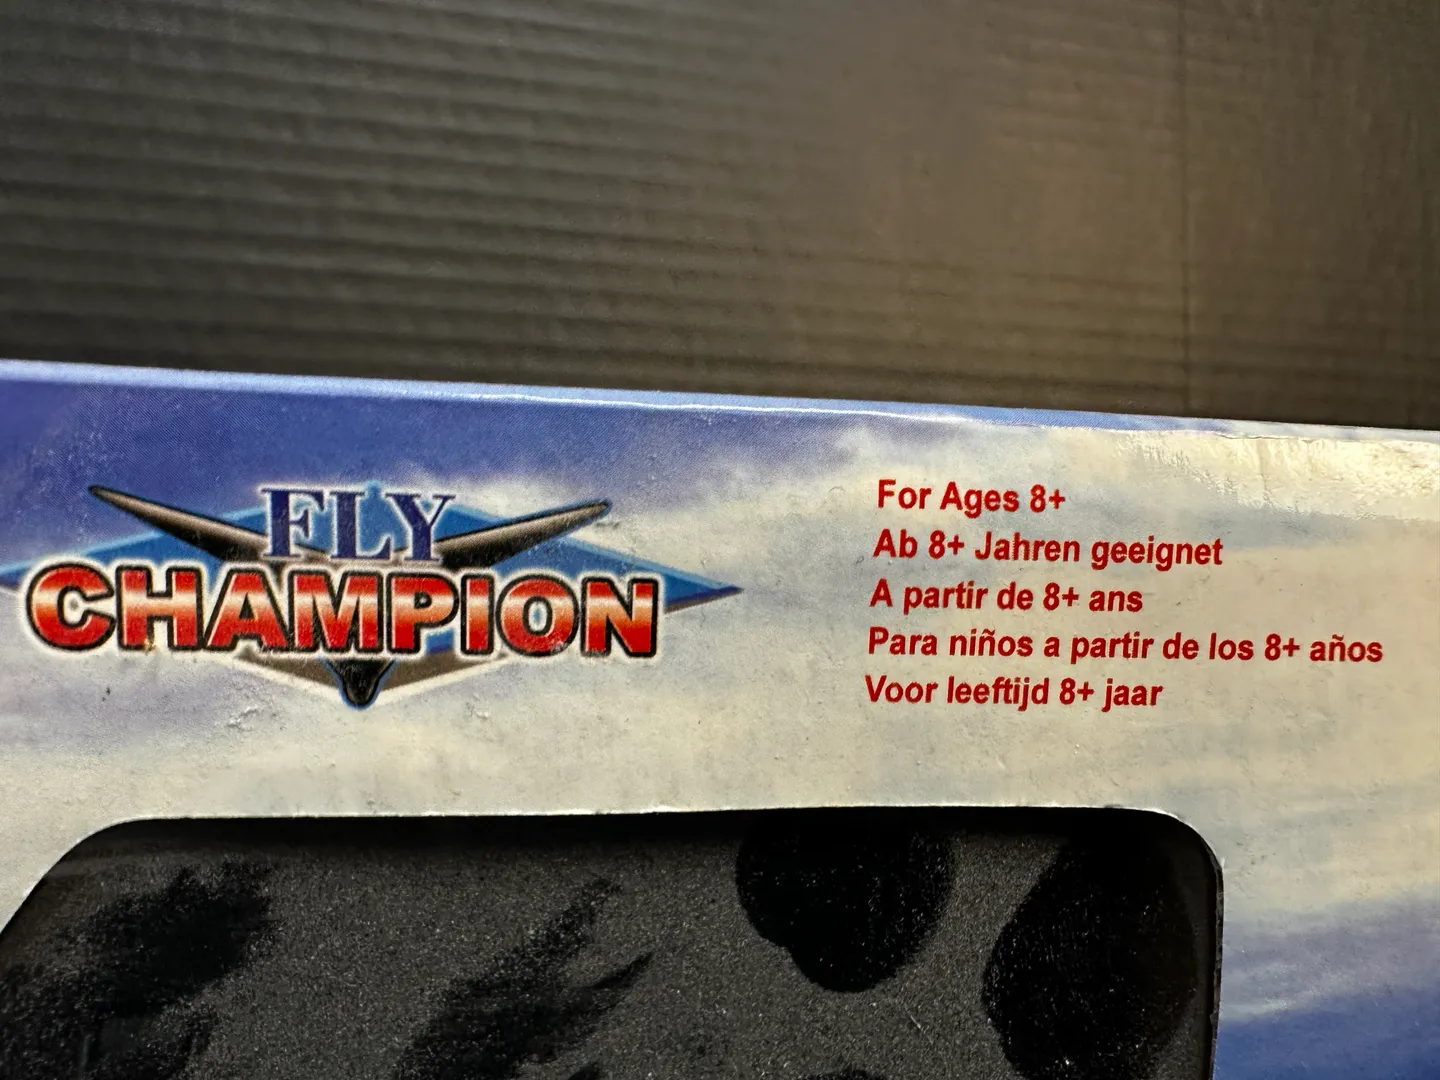 FLY
CHAMPION
For Ages 8+
Ab 8+ Jahren geeignet
A partir de 8+ ans
Para niños a partir de los 8+ años
Voor leeftijd 8+ jaar